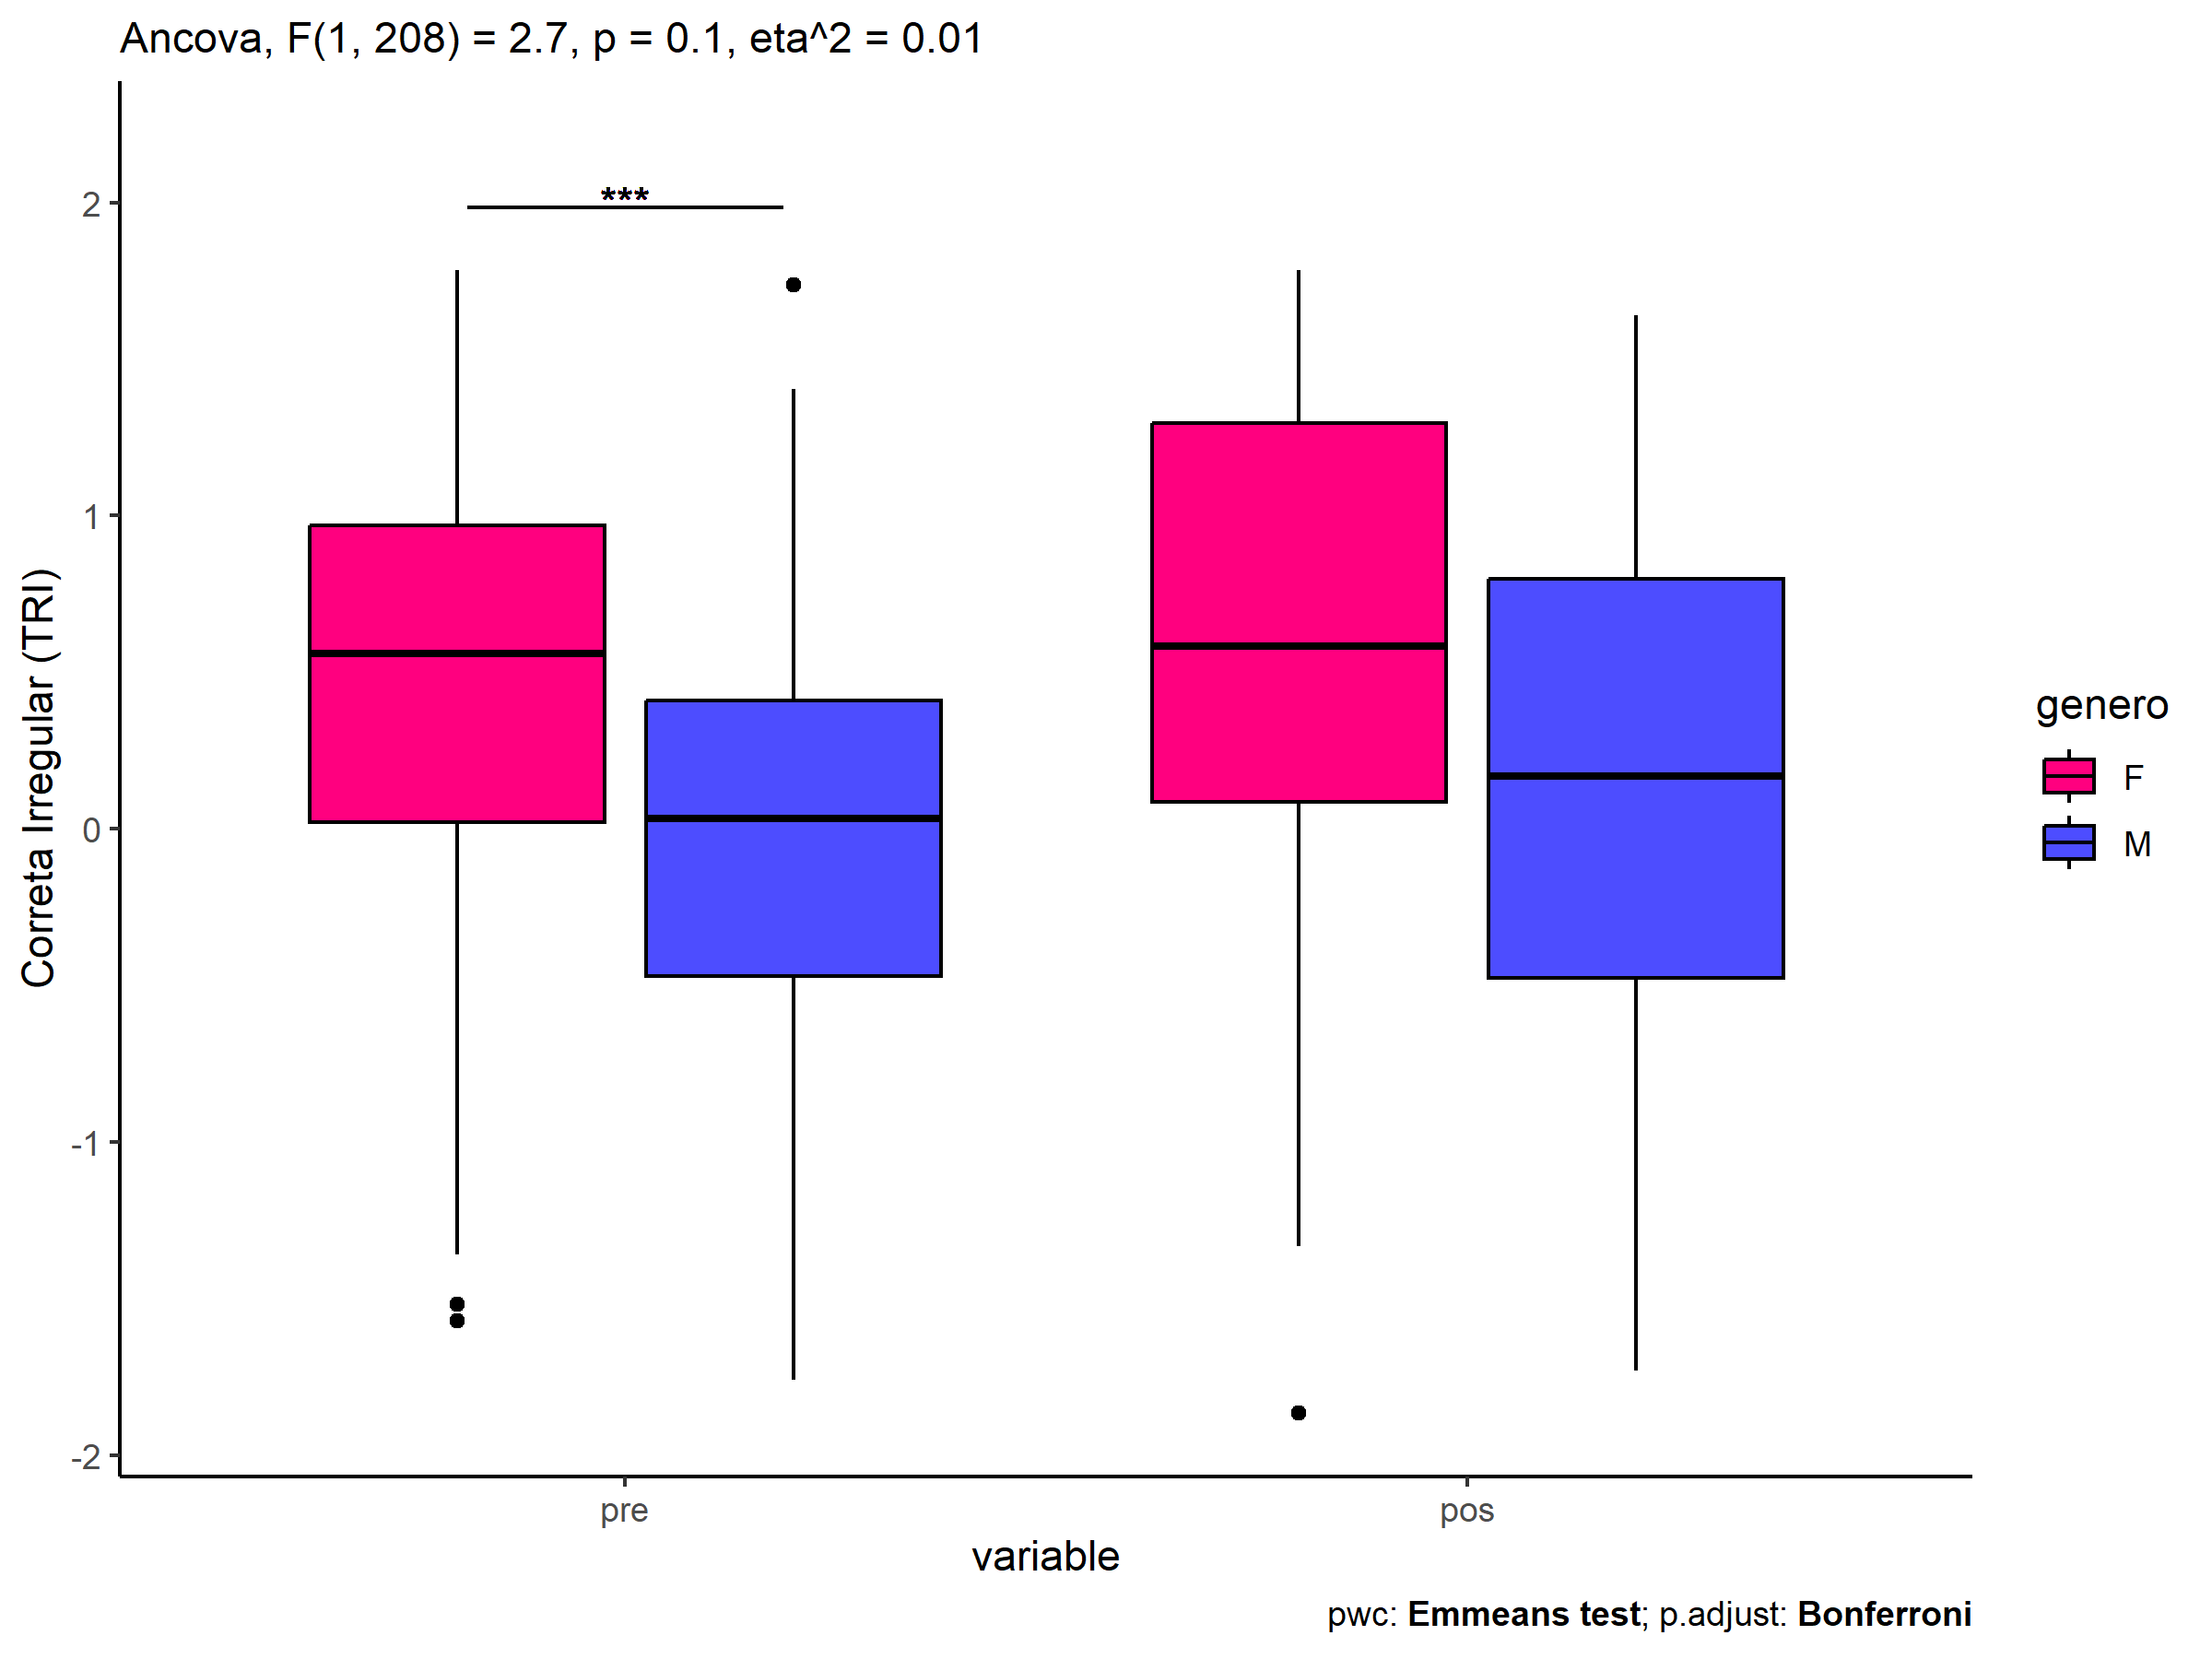 Ancova, F(1, 208) = 2.7, p = 0.1, eta^2 = 0.01
Correta Irregular (TRI)
2
1
0
-1
-2
***
pre
pos
variable
genero
F
M
pwc: Emmeans test; p.adjust: Bonferroni